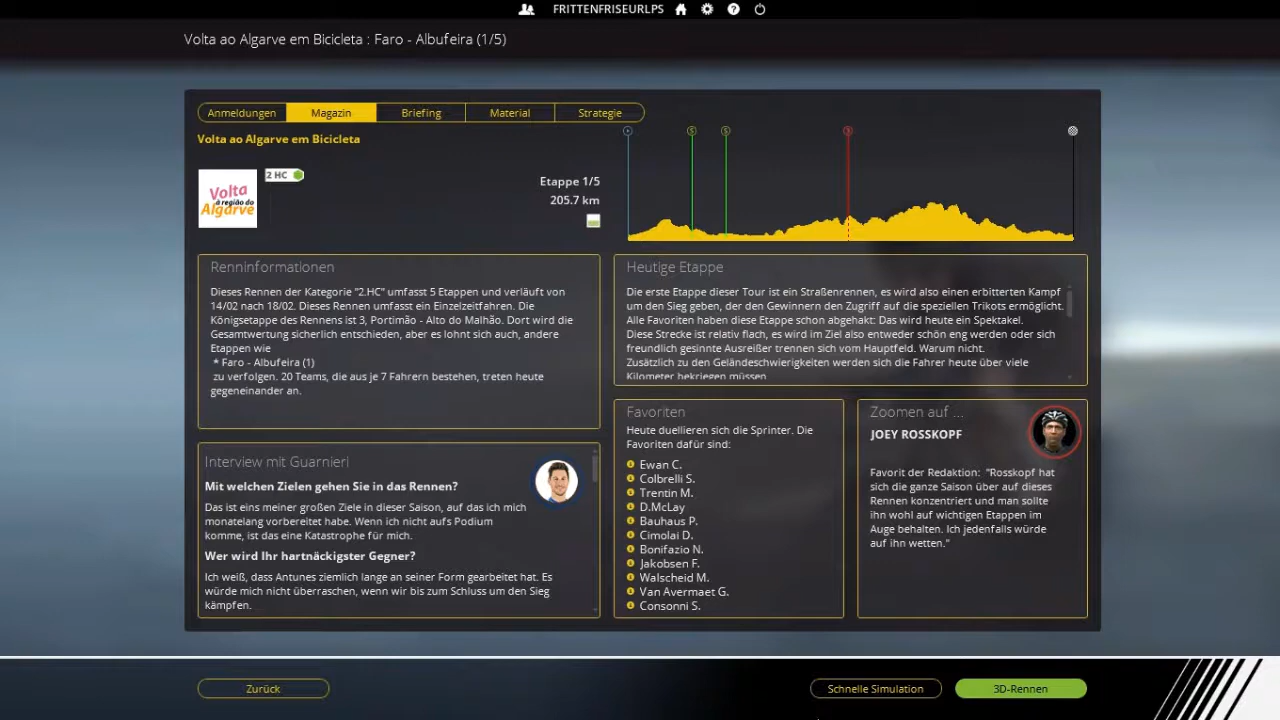 FRITTENFRISEURLPS
Volta ao Algarve em Bicicleta : Faro - Albufeira (1/5)
Anmeldungen
Magazin
Briefing
Material
Strategie
Volta ao Algarve em Bicicleta
Volta
à região do
Algarve
2 HC
Etappe 1/5
205.7 km
S
S
3
Renninformationen
Dieses Rennen der Kategorie "2.HC" umfasst 5 Etappen und verläuft von
14/02 nach 18/02. Dieses Rennen umfasst ein Einzelzeitfahren. Die
Königsetappe des Rennens ist 3, Portimão - Alto do Malhão. Dort wird die
Gesamtwertung sicherlich entschieden, aber es lohnt sich auch, andere
Etappen wie
* Faro - Albufeira (1)
zu verfolgen. 20 Teams, die aus je 7 Fahrern bestehen, treten heute
gegeneinander an.
Heutige Etappe
Die erste Etappe dieser Tour ist ein Straßenrennen, es wird also einen erbitterten Kampf
um den Sieg geben, der den Gewinnern den Zugriff auf die speziellen Trikots ermöglicht.
Alle Favoriten haben diese Etappe schon abgehakt: Das wird heute ein Spektakel.
Diese Strecke ist relativ flach, es wird im Ziel also entweder schön eng werden oder sich
freundlich gesinnte Ausreißer trennen sich vom Hauptfeld. Warum nicht.
Zusätzlich zu den Geländeschwierigkeiten werden sich die Fahrer heute über viele
Kilometer bekriegen müssen
Interview mit Guarnieri
Mit welchen Zielen gehen Sie in das Rennen?
Das ist eins meiner großen Ziele in dieser Saison, auf das ich mich
monatelang vorbereitet habe. Wenn ich nicht aufs Podium
komme, ist das eine Katastrophe für mich.
Wer wird Ihr hartnäckigster Gegner?
Ich weiß, dass Antunes ziemlich lange an seiner Form gearbeitet hat. Es
würde mich nicht überraschen, wenn wir bis zum Schluss um den Sieg
kämpfen.
Favoriten
Heute duellieren sich die Sprinter. Die
Favoriten dafür sind:
Ewan C.
Colbrelli S.
Trentin M.
D.McLay
Bauhaus P.
Cimolai D.
Bonifazio N.
Jakobsen F.
Walscheid M.
Van Avermaet G.
Consonni S.
Zoomen auf ...
JOEY ROSSKOPF
Favorit der Redaktion: "Rosskopf hat
sich die ganze Saison über auf dieses
Rennen konzentriert und man sollte
ihn wohl auf wichtigen Etappen im
Auge behalten. Ich jedenfalls würde
auf ihn wetten."
Zurück
Schnelle Simulation
3D-Rennen